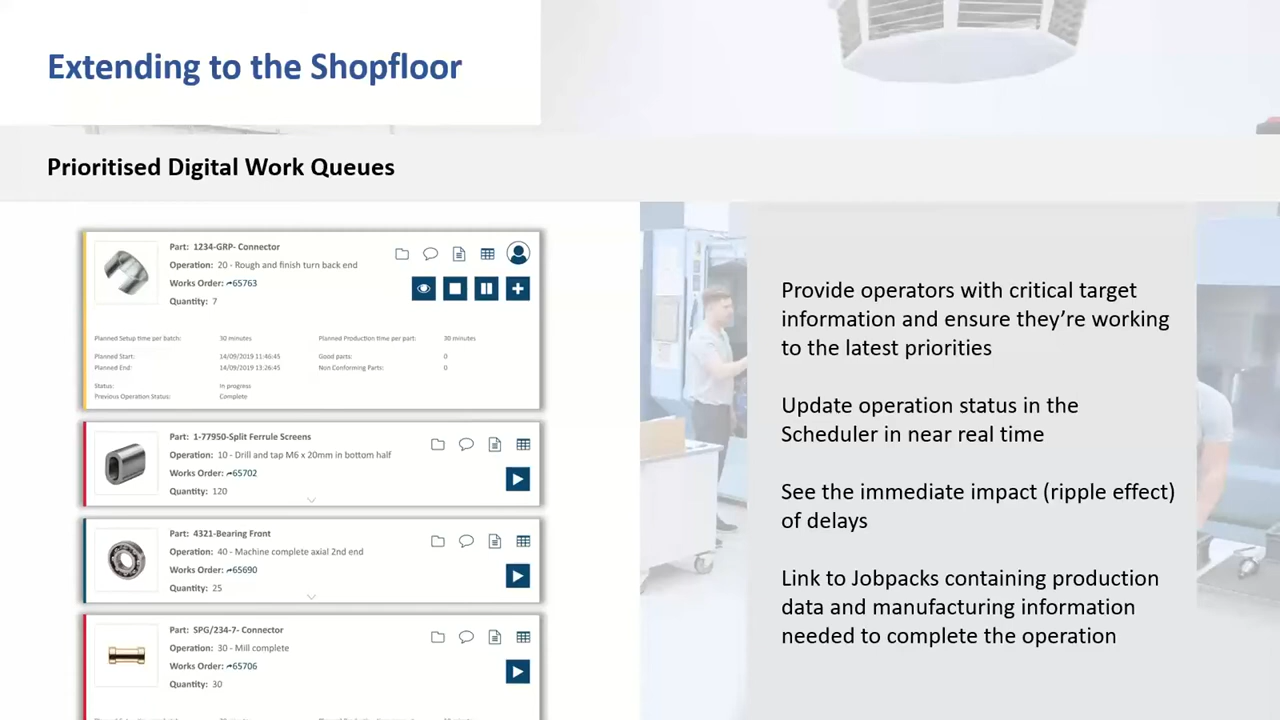 Extending to the Shopfloor
Prioritised Digital Work Queues
Part: 1234-GRP- Connector
Operation: 20 - Rough and finish turn back end
Works Order: 65763
Quantity: 7
Planned Setup time per batch: 30 minutes Planned Production time per part: 30 minutes
Planned Start: 14/09/2019 11:46:45 Good parts: 0
Planned End: 14/09/2019 13:26:45 Non Conforming Parts: 0
Status: In progress
Previous Operation Status: Complete
Part: 1-77950-Split Ferrule Screens
Operation: 10 - Drill and tap M6 x 20mm in bottom half
Works Order: 65702
Quantity: 120
Part: 4321-Bearing Front
Operation: 40 - Machine complete axial 2nd end
Works Order: 65690
Quantity: 25
Part: SPG/234-7- Connector
Operation: 30 - Mill complete
Works Order: 65706
Quantity: 30
Provide operators with critical target
information and ensure they’re working
to the latest priorities
Update operation status in the
Scheduler in near real time
See the immediate impact (ripple effect)
of delays
Link to Jobpacks containing production
data and manufacturing information
needed to complete the operation